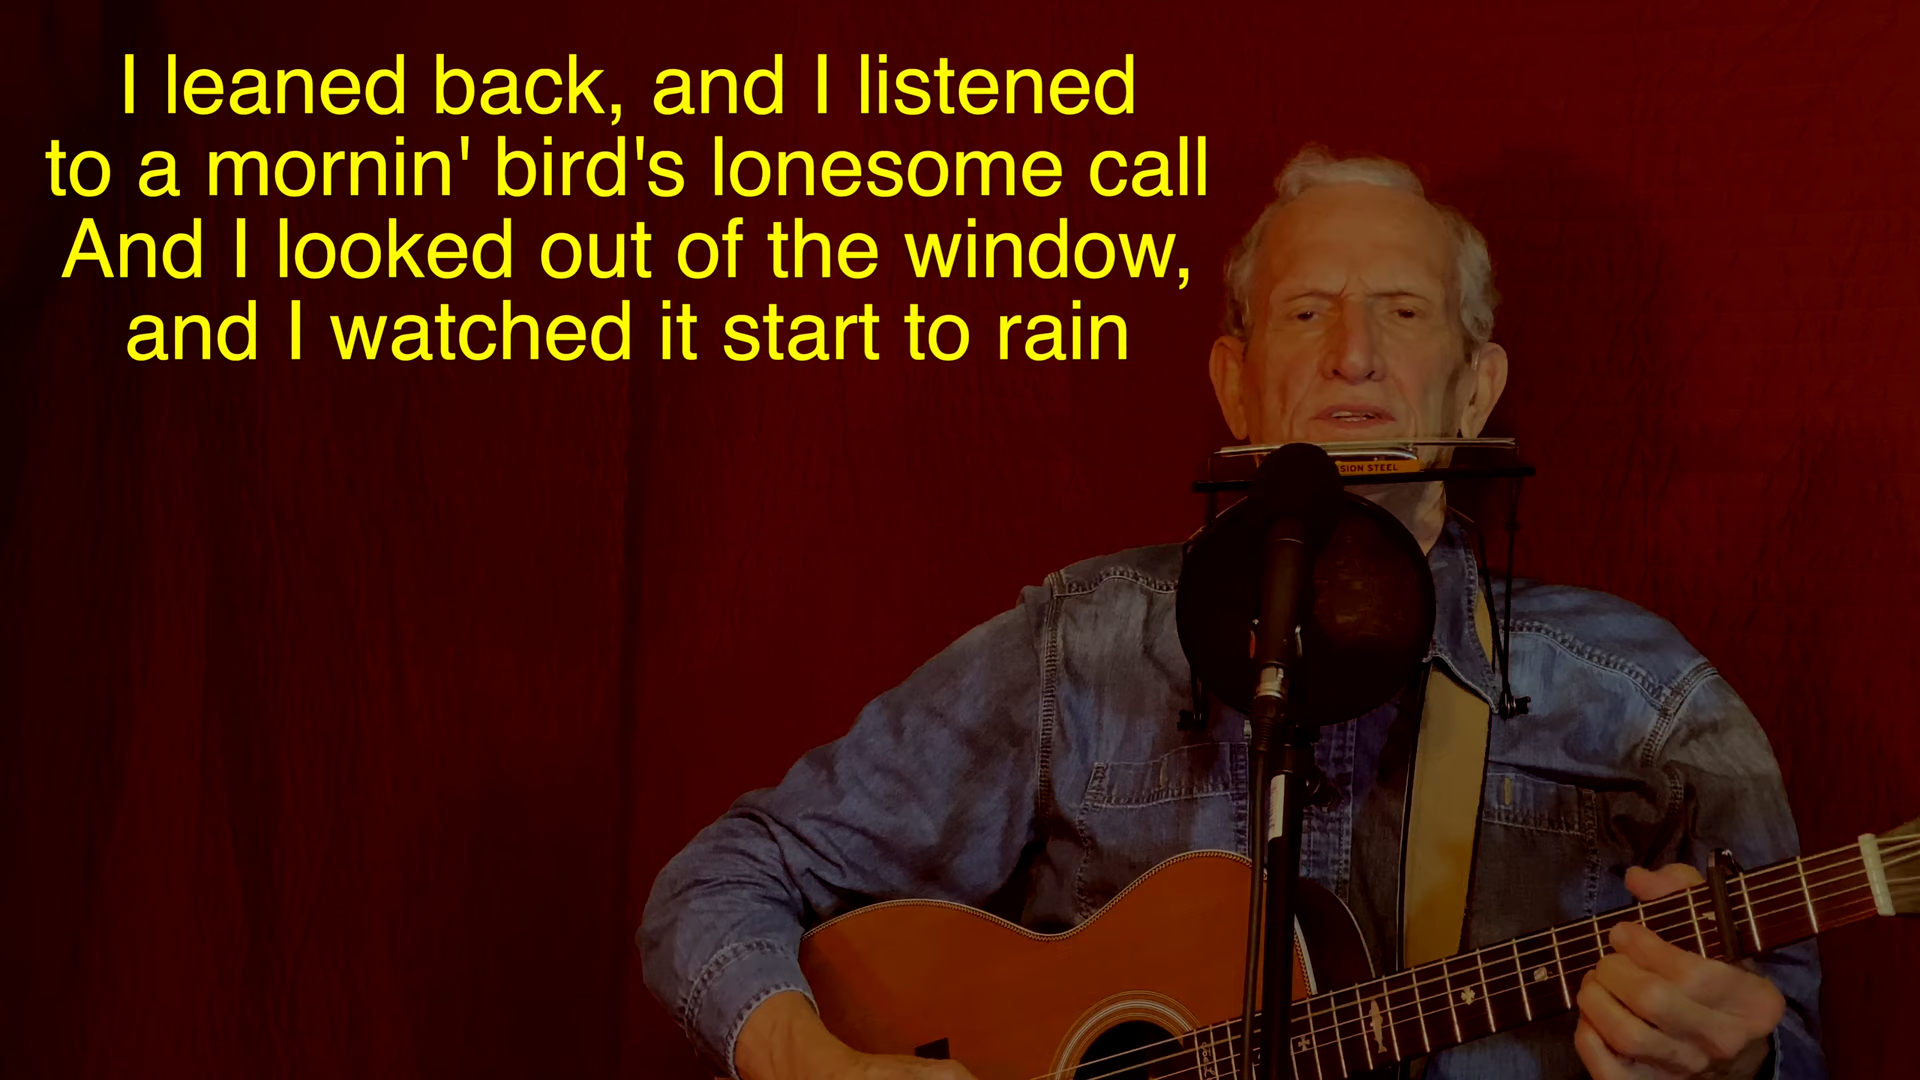 I leaned back, and I listened
to a mornin' bird's lonesome call
And I looked out of the window,
and I watched it start to rain
SION STEEL